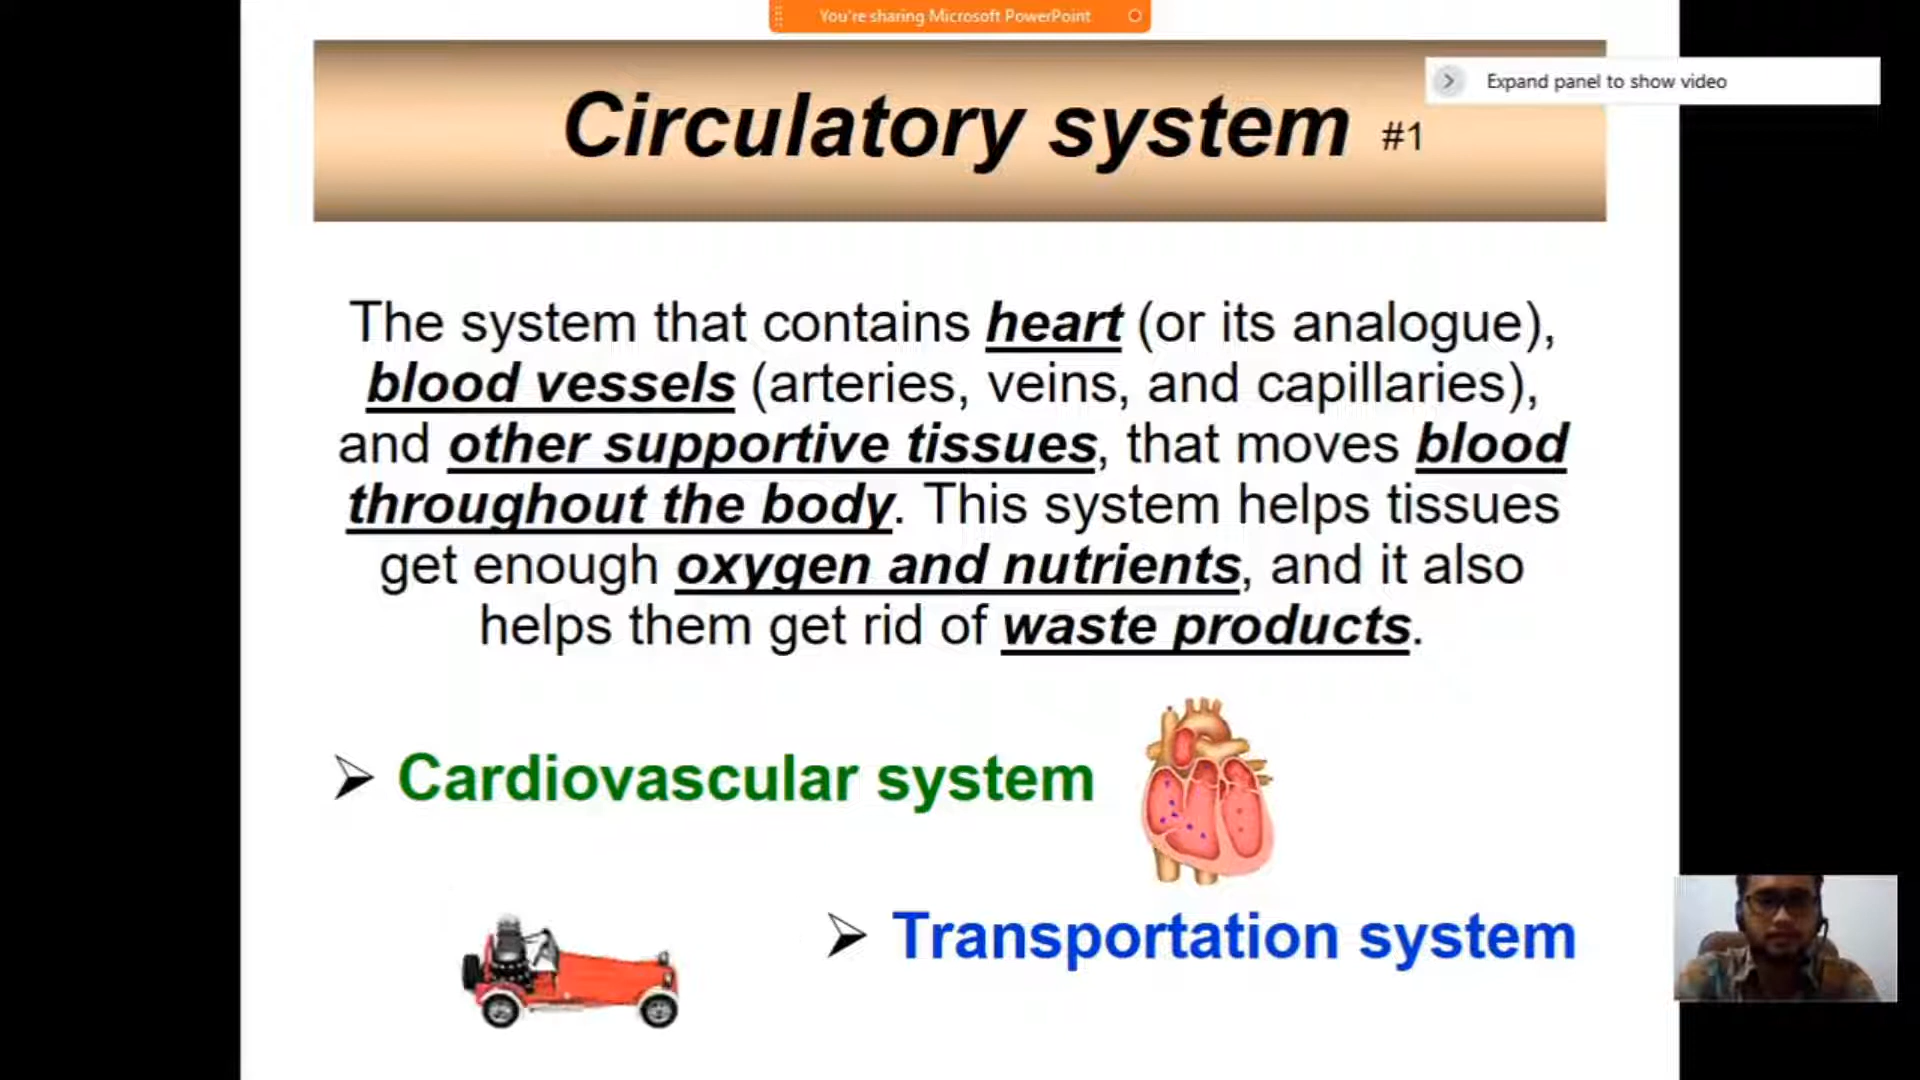 You're sharing Microsoft PowerPoint
Expand panel to show video
Circulatory system #1
The system that contains heart (or its analogue),
blood vessels (arteries, veins, and capillaries),
and other supportive tissues, that moves blood
throughout the body. This system helps tissues
get enough oxygen and nutrients, and it also
helps them get rid of waste products.
Cardiovascular system
Transportation system